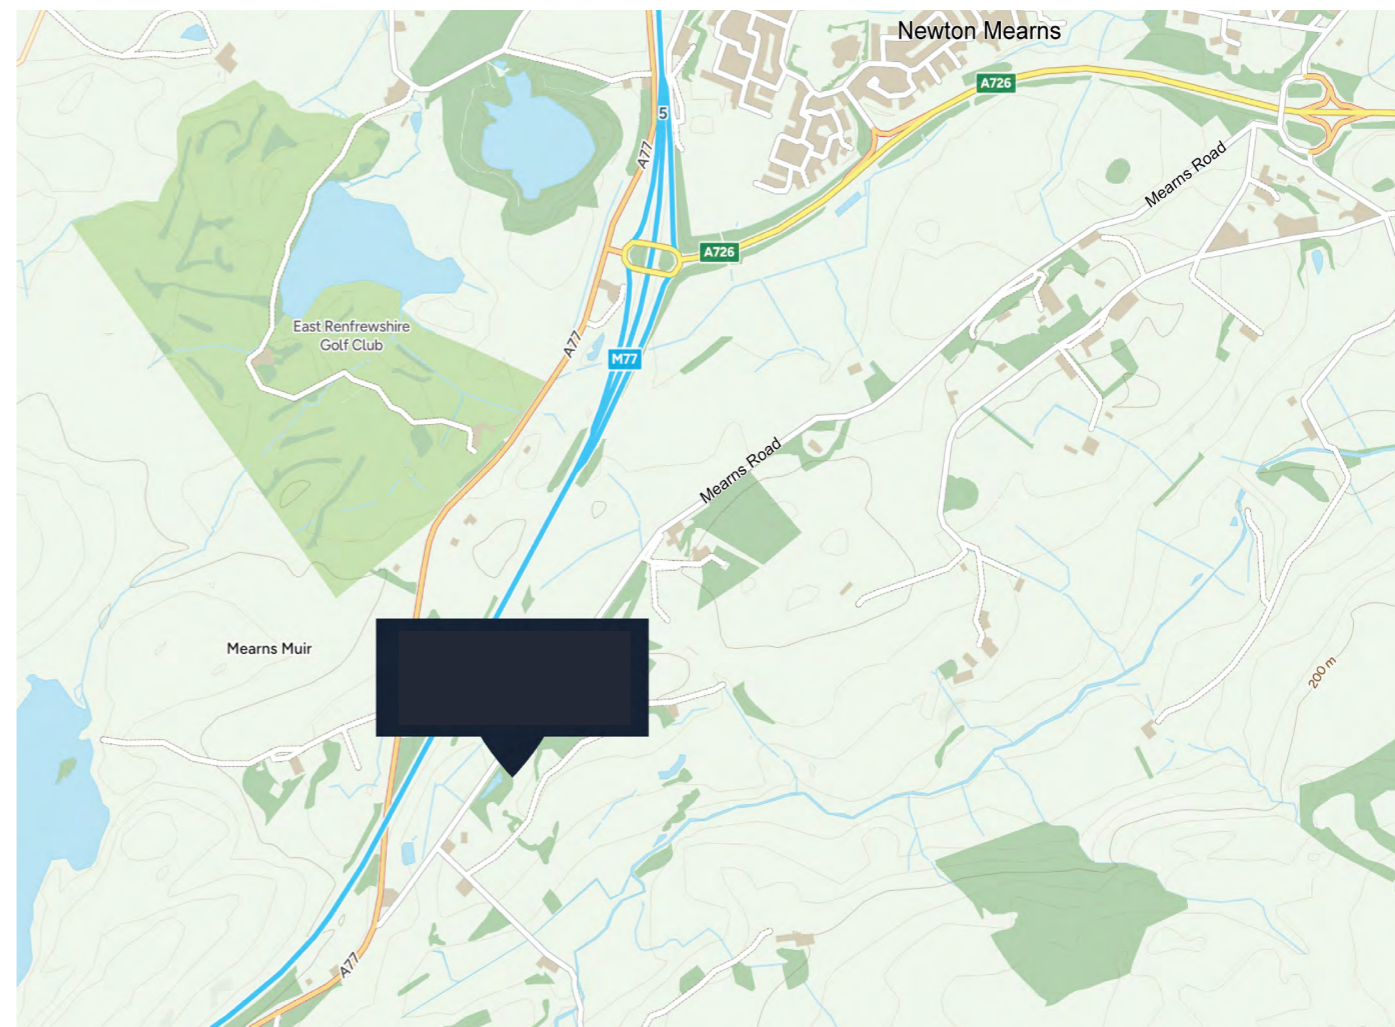 Newton Mearns
A726
5
A77
Mearns Road
A726
East Renfrewshire
Golf Club
A77
M77
Mearns Road
Mearns Muir
200 m
A77